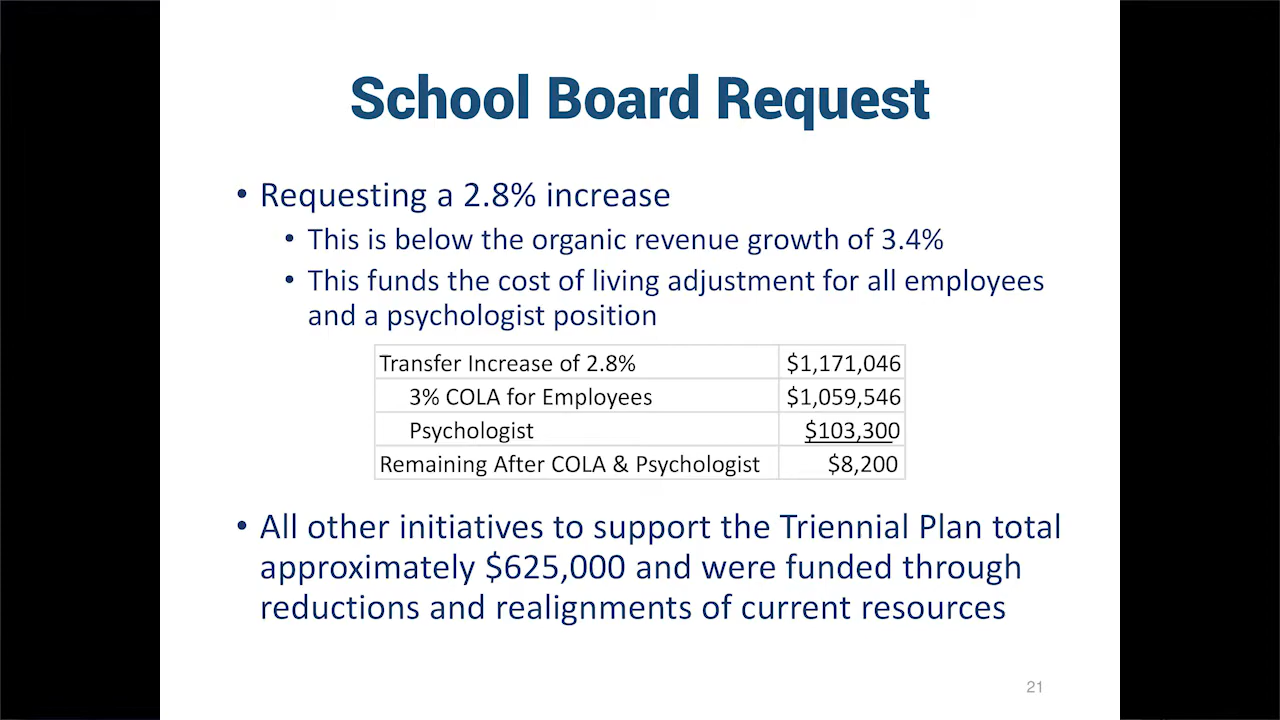 School Board Request
• Requesting a 2.8% increase
• This is below the organic revenue growth of 3.4%
• This funds the cost of living adjustment for all employees
and a psychologist position
Transfer Increase of 2.8% $1,171,046
3% COLA for Employees $1,059,546
Psychologist $103,300
Remaining After COLA & Psychologist $8,200
• All other initiatives to support the Triennial Plan total
approximately $625,000 and were funded through
reductions and realignments of current resources
21